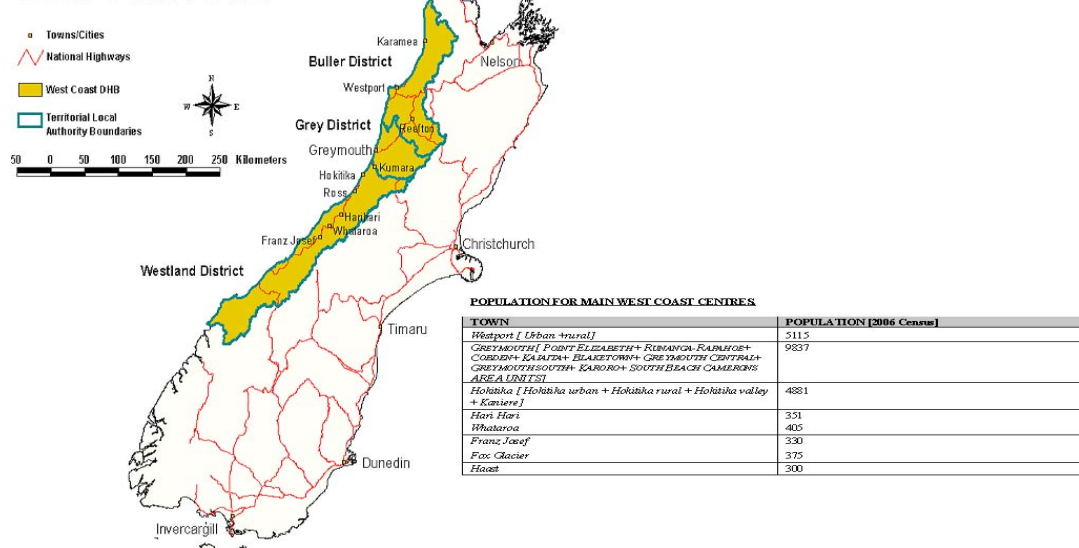 Towns/Cities
National Highways
West Coast DHB
Territorial Local
Authority Boundaries
N
W E
S
50 0 50 100 150 200 250 Kilometers
Karamea
Buller District
Nelson
Westport
Grey District
Reefton
Greymouth
Kumara
Hokitika
Ross
Harihari
Whataroa
Franz Josef
Christchurch
Westland District
Timaru
Dunedin
Invercargill
POPULATION FOR MAIN WEST COAST CENTRES.
TOWN POPULATION [2006 Census]
Westport [ Urban +rural] 5115
GREYMOUTH [ POINT ELIZABETH + RUNANGA-RAPAHOE+ 9837
COBDEN+ KAIATA+ BLAKETOWN+ GREYMOUTH CENTRAL+
GREYMOUTH SOUTH+ KARORO+ SOUTH BEACH CAMERONS
AREA UNITS]
Hokitika [ Hokitika urban + Hokitika rural + Hokitika valley 4881
+ Kaniere]
Hari Hari 351
Whataroa 405
Franz Josef 330
Fox Glacier 375
Haast 300